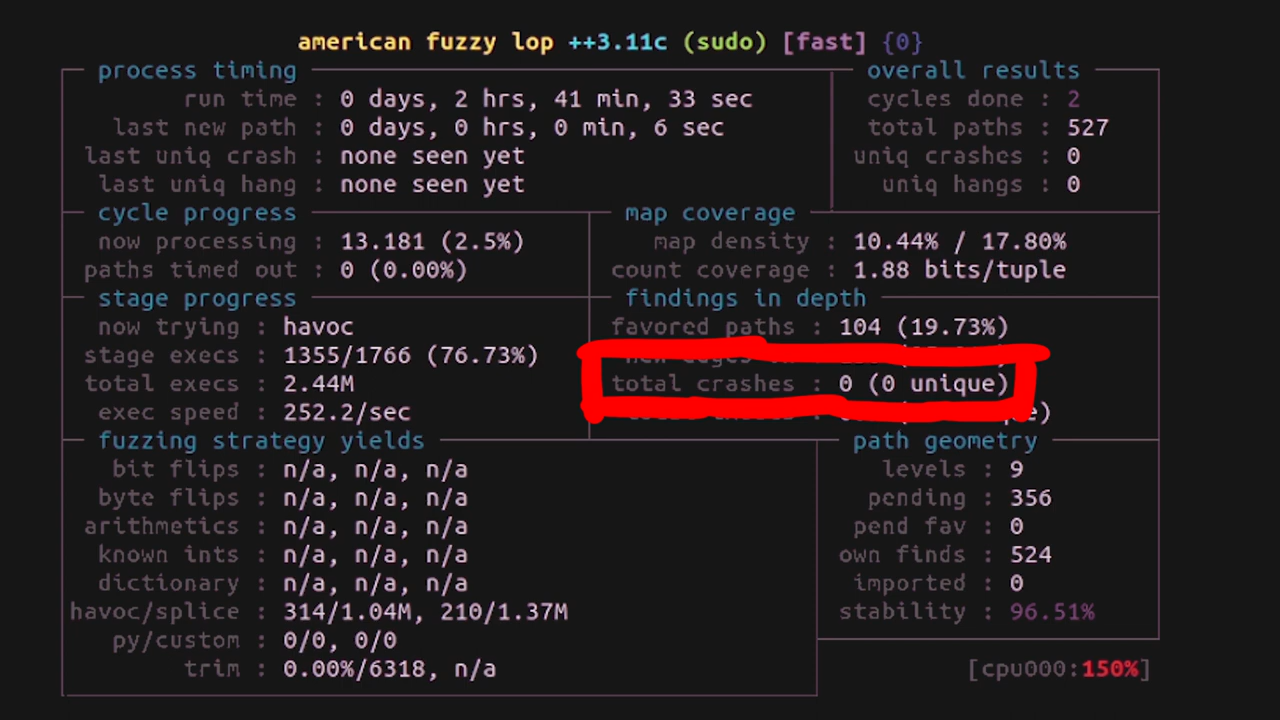 american fuzzy lop ++3.11c (sudo) [fast] {0}
process timing
run time : 0 days, 2 hrs, 41 min, 33 sec
last new path : 0 days, 0 hrs, 0 min, 6 sec
last uniq crash : none seen yet
last uniq hang : none seen yet
overall results
cycles done : 2
total paths : 527
uniq crashes : 0
uniq hangs : 0
cycle progress
now processing : 13.181 (2.5%)
paths timed out : 0 (0.00%)
map coverage
map density : 10.44% / 17.80%
count coverage : 1.88 bits/tuple
stage progress
now trying : havoc
stage execs : 1355/1766 (76.73%)
total execs : 2.44M
exec speed : 252.2/sec
findings in depth
favored paths : 104 (19.73%)
new edges on :
total crashes : 0 (0 unique)
fuzzing strategy yields
bit flips : n/a, n/a, n/a
byte flips : n/a, n/a, n/a
arithmetics : n/a, n/a, n/a
known ints : n/a, n/a, n/a
dictionary : n/a, n/a, n/a
havoc/splice : 314/1.04M, 210/1.37M
py/custom : 0/0, 0/0
trim : 0.00%/6318, n/a
path geometry
levels : 9
pending : 356
pend fav : 0
own finds : 524
imported : 0
stability : 96.51%
[cpu000:150%]